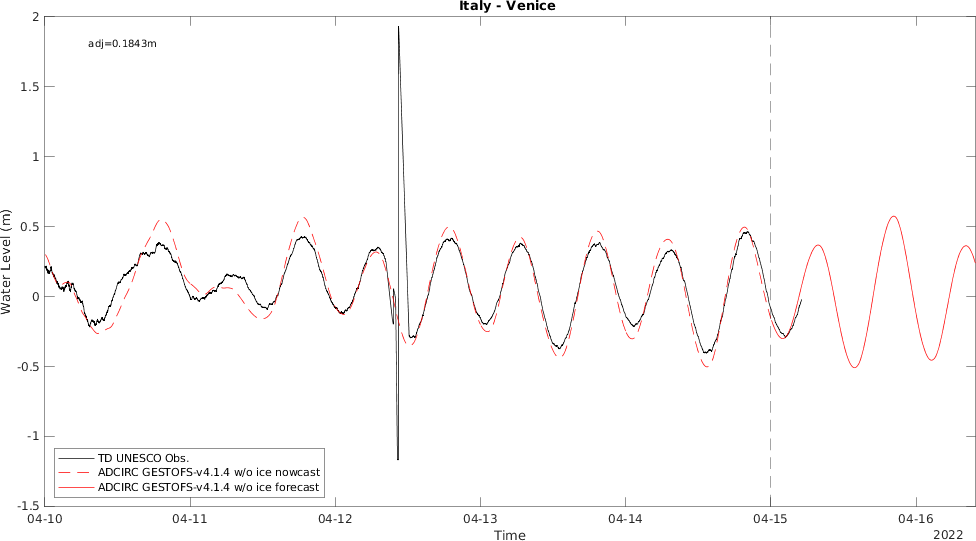 Italy - Venice
adj=0.1843m
Water Level (m)
2
1.5
1
0.5
0
-0.5
-1
-1.5
TD UNESCO Obs.
ADCIRC GESTOFS-v4.1.4 w/o ice nowcast
ADCIRC GESTOFS-v4.1.4 w/o ice forecast
04-10 04-11 04-12 04-13 04-14 04-15 04-16
Time
2022